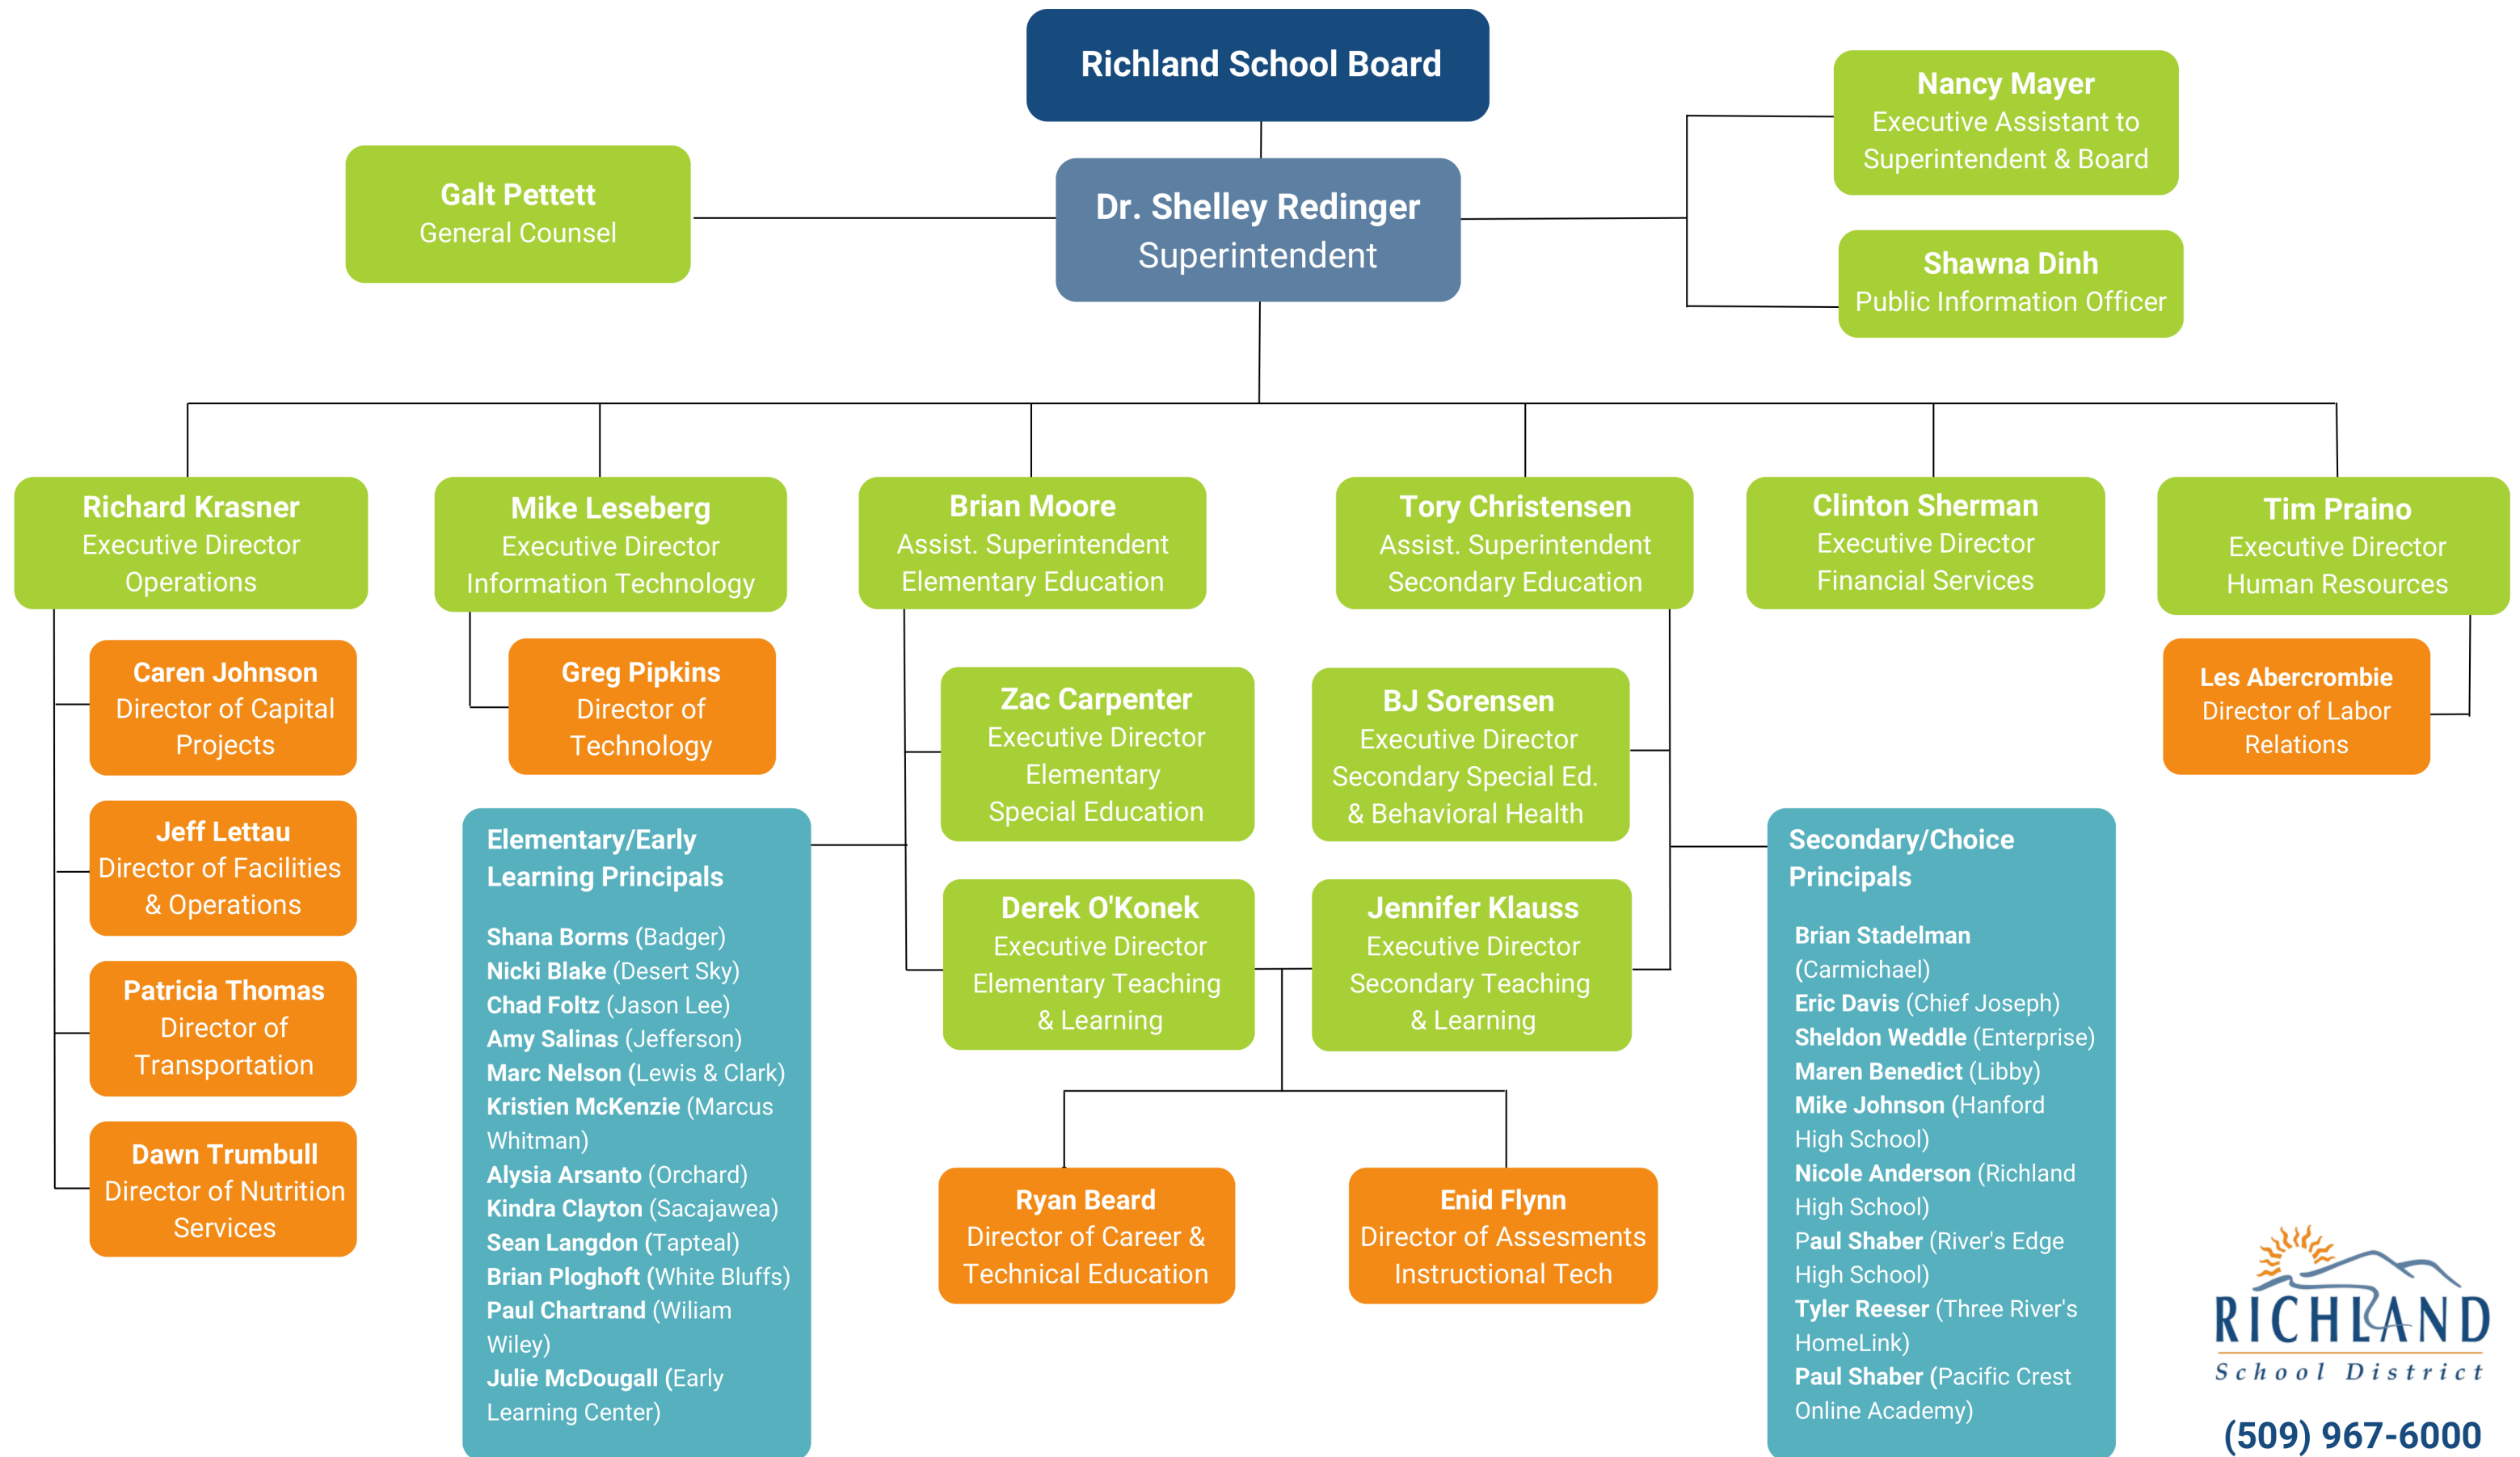 Richland School Board
Nancy Mayer
Executive Assistant to
Superintendent & Board
Galt Pettett
General Counsel
Dr. Shelley Redinger
Superintendent
Shawna Dinh
Public Information Officer
Richard Krasner
Executive Director
Operations
Mike Leseberg
Executive Director
Information Technology
Brian Moore
Assist. Superintendent
Elementary Education
Tory Christensen
Assist. Superintendent
Secondary Education
Clinton Sherman
Executive Director
Financial Services
Tim Praino
Executive Director
Human Resources
Caren Johnson
Director of Capital
Projects
Jeff Lettau
Director of Facilities
& Operations
Patricia Thomas
Director of
Transportation
Dawn Trumbull
Director of Nutrition
Services
Greg Pipkins
Director of
Technology
Elementary/Early
Learning Principals
Shana Borms (Badger)
Nicki Blake (Desert Sky)
Chad Foltz (Jason Lee)
Amy Salinas (Jefferson)
Marc Nelson (Lewis & Clark)
Kristien McKenzie (Marcus
Whitman)
Alysia Arsanto (Orchard)
Kindra Clayton (Sacajawea)
Sean Langdon (Tapteal)
Brian Ploghoft (White Bluffs)
Paul Chartrand (Wiliam
Wiley)
Julie McDougall (Early
Learning Center)
Zac Carpenter
Executive Director
Elementary
Special Education
BJ Sorensen
Executive Director
Secondary Special Ed.
& Behavioral Health
Derek O'Konek
Executive Director
Elementary Teaching
& Learning
Jennifer Klauss
Executive Director
Secondary Teaching
& Learning
Ryan Beard
Director of Career &
Technical Education
Enid Flynn
Director of Assesments
Instructional Tech
Secondary/Choice
Principals
Brian Stadelman
(Carmichael)
Eric Davis (Chief Joseph)
Sheldon Weddle (Enterprise)
Maren Benedict (Libby)
Mike Johnson (Hanford
High School)
Nicole Anderson (Richland
High School)
Paul Shaber (River's Edge
High School)
Tyler Reeser (Three River's
HomeLink)
Paul Shaber (Pacific Crest
Online Academy)
Les Abercrombie
Director of Labor
Relations
RICHLAND
School District
(509) 967-6000